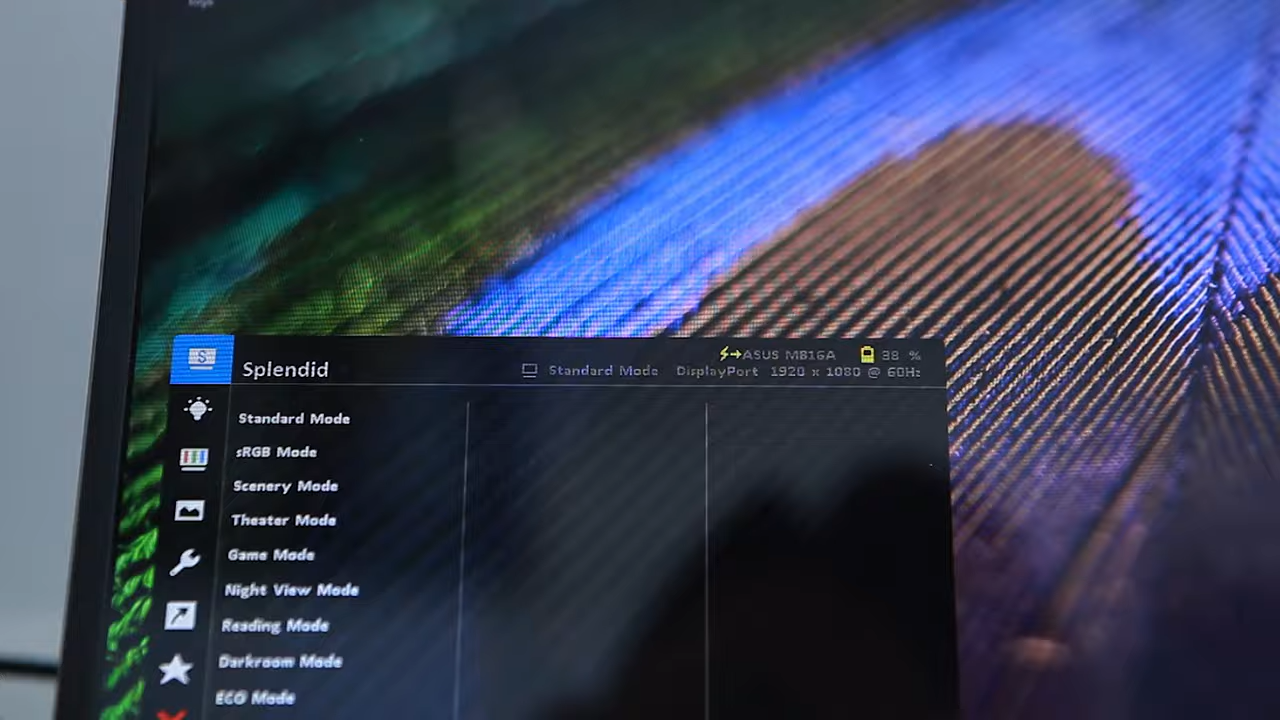 S
Splendid
Standard Mode
ASUS MB16A
38 %
DisplayPort 1920 x 1080 @ 60Hz
Standard Mode
sRGB Mode
Scenery Mode
Theater Mode
Game Mode
Night View Mode
Reading Mode
Darkroom Mode
ECO Mode